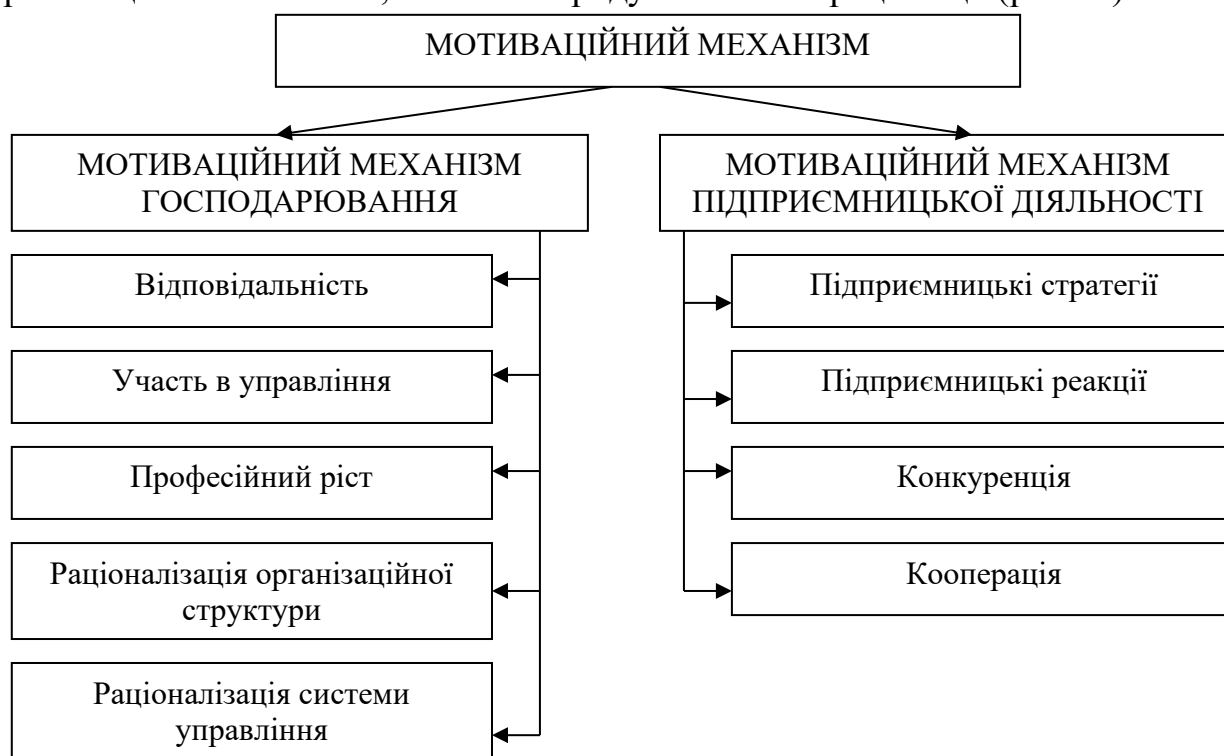 МОТИВАЦІЙНИЙ МЕХАНІЗМ
МОТИВАЦІЙНИЙ МЕХАНІЗМ
ГОСПОДАРЮВАННЯ
Відповідальність
Участь в управління
Професійний ріст
Раціоналізація організаційної
структури
Раціоналізація системи
управління
МОТИВАЦІЙНИЙ МЕХАНІЗМ
ПІДПРИЄМНИЦЬКОЇ ДІЯЛЬНОСТІ
Підприємницькі стратегії
Підприємницькі реакції
Конкуренція
Кооперація